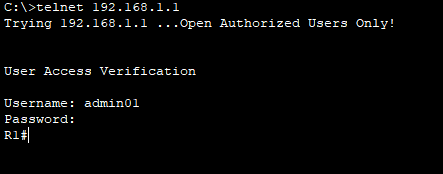 C:\>telnet 192.168.1.1
Trying 192.168.1.1 ...Open Authorized Users Only!
User Access Verification
Username: admin01
Password:
R1#